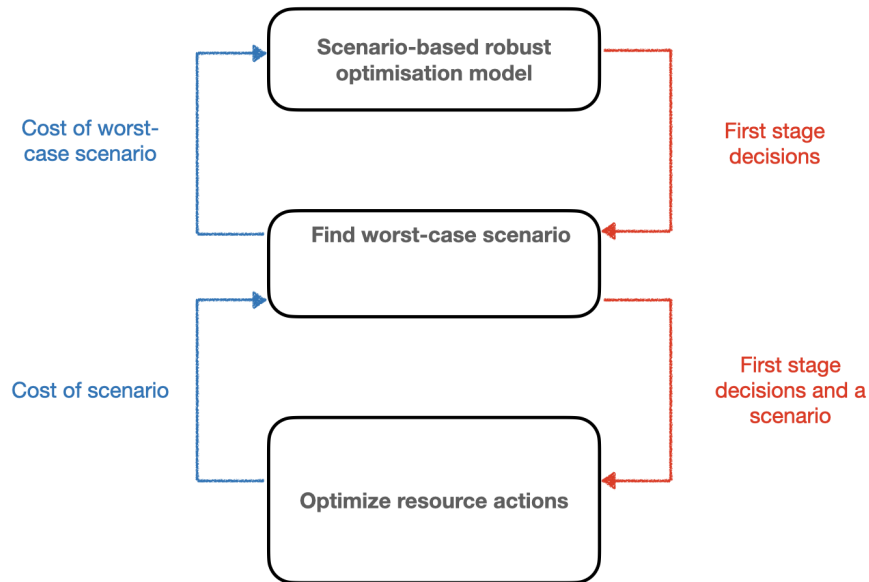 Scenario-based robust
optimisation model
Cost of worst-
case scenario
First stage
decisions
Find worst-case scenario
Cost of scenario
First stage
decisions and a
scenario
Optimize resource actions